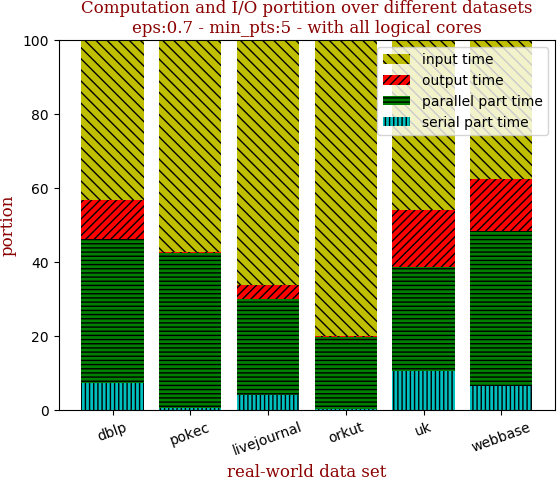 Computation and I/O portition over different datasets
eps:0.7 - min_pts:5 - with all logical cores
input time
output time
parallel part time
serial part time
portion
100
80
60
40
20
0
dblp
pokec
livejournal
orkut
uk
webbase
real-world data set